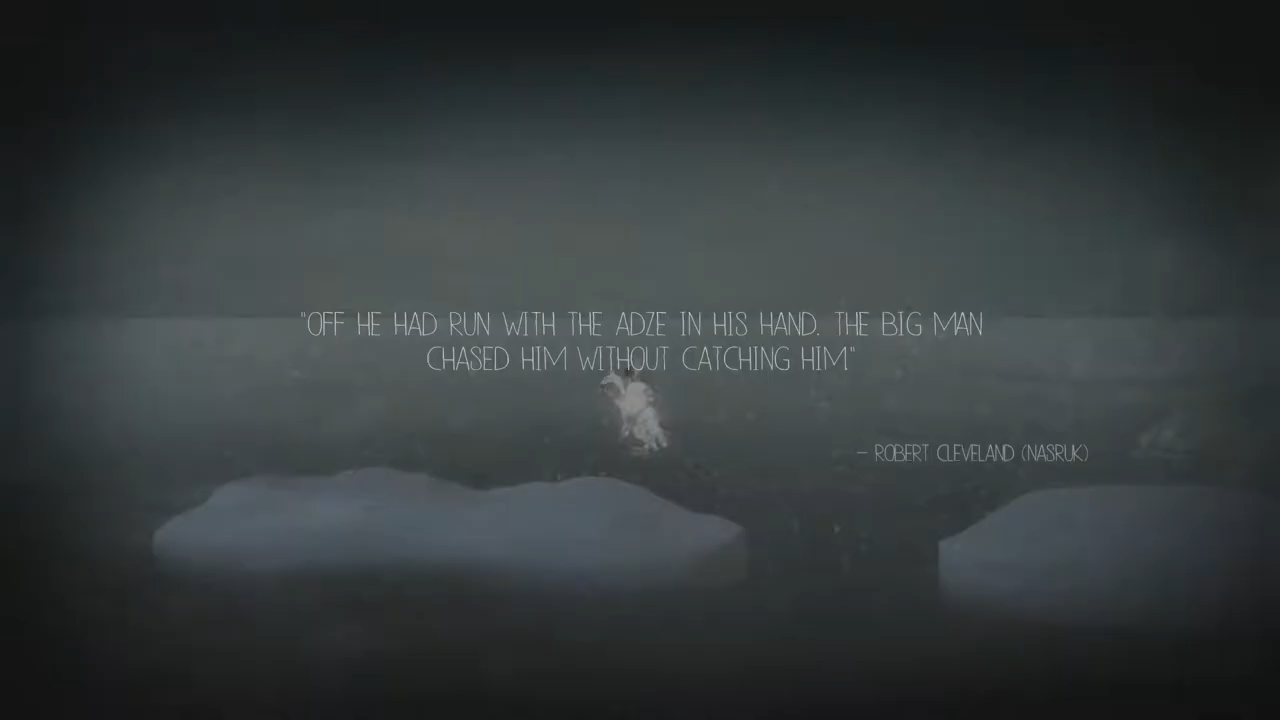 "OFF HE HAD RUN WITH THE ADZE IN HIS HAND. THE BIG MAN
CHASED HIM WITHOUT CATCHING HIM."
– ROBERT CLEVELAND (NASRUK)